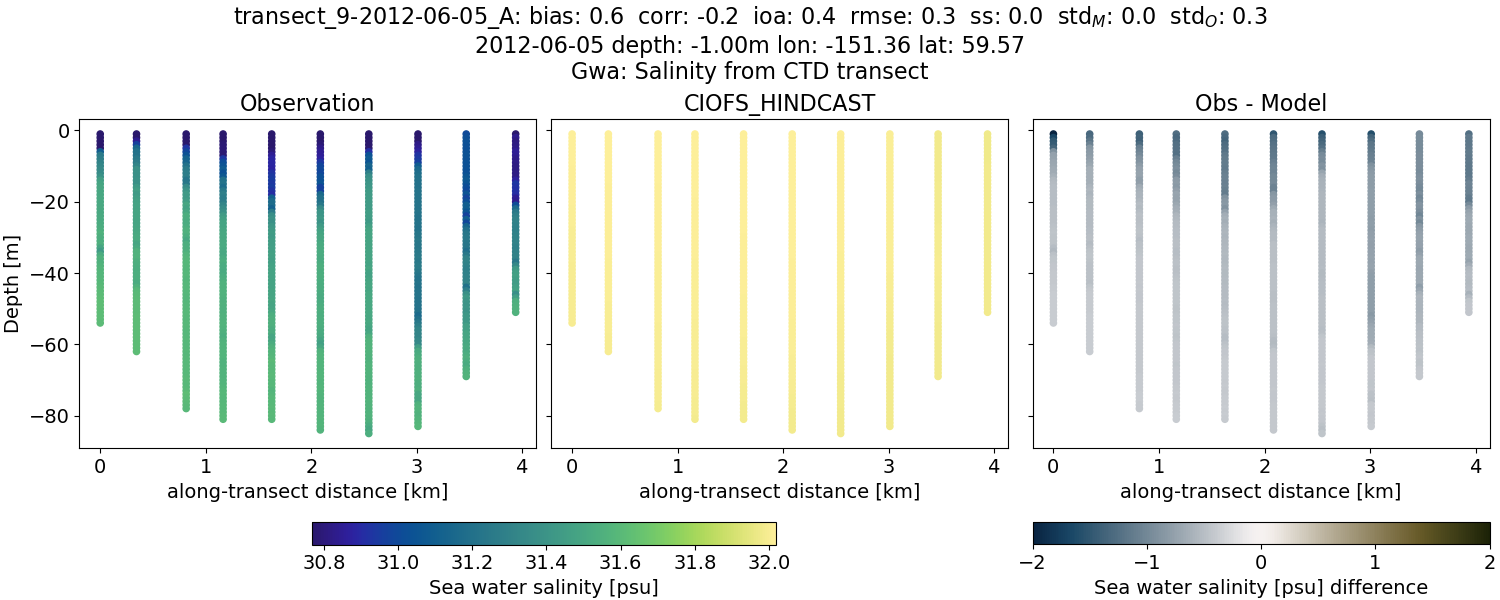 transect_9-2012-06-05_A: bias: 0.6 corr: -0.2 ioa: 0.4 rmse: 0.3 ss: 0.0 std_M: 0.0 std_O: 0.3
2012-06-05 depth: -1.00m lon: -151.36 lat: 59.57
Gwa: Salinity from CTD transect
Observation CIOFS_HINDCAST Obs - Model
Depth [m]
0
−20
−40
−60
−80
0 1 2 3 4 0 1 2 3 4 0 1 2 3 4
along-transect distance [km] along-transect distance [km] along-transect distance [km]
30.8 31.0 31.2 31.4 31.6 31.8 32.0 −2 −1 0 1 2
Sea water salinity [psu] Sea water salinity [psu] difference